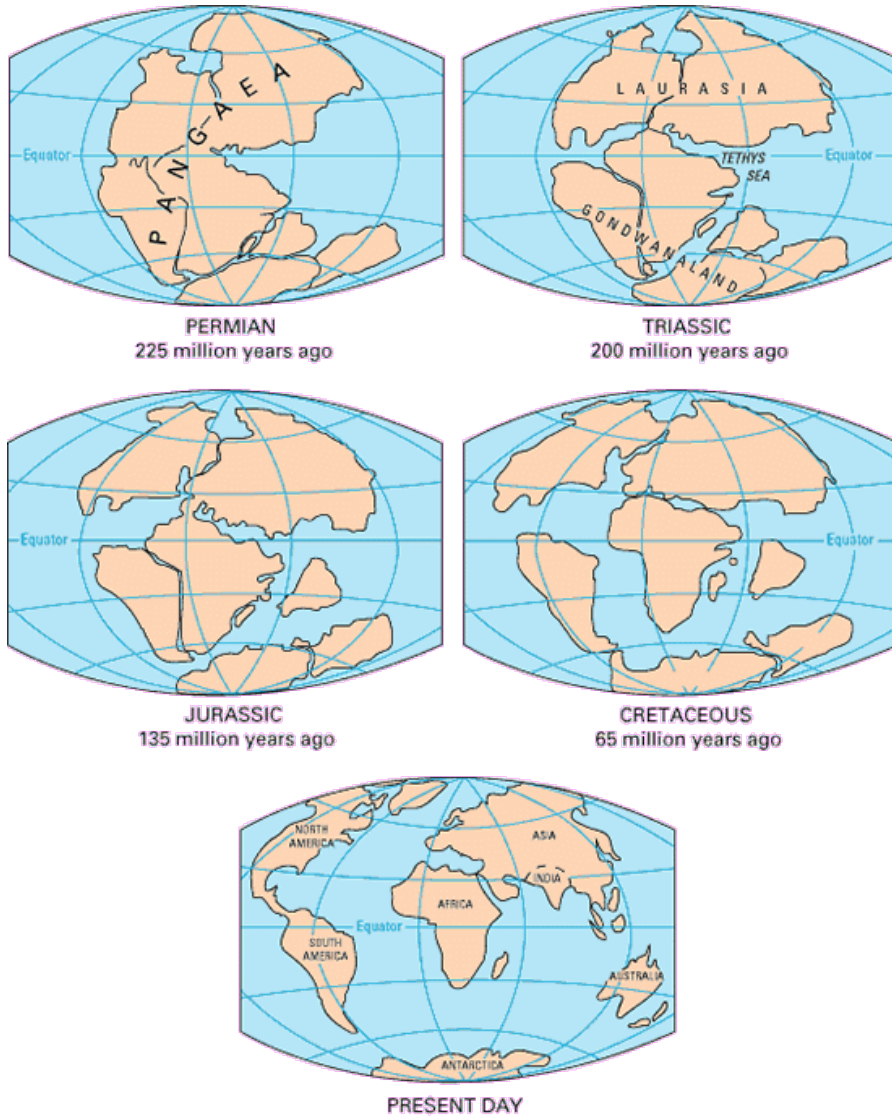 PANGAEA
Equator
PERMIAN
225 million years ago
LAURASIA
TETHYS
SEA
Equator
GONDWANALAND
TRIASSIC
200 million years ago
Equator
JURASSIC
135 million years ago
Equator
CRETACEOUS
65 million years ago
NORTH
AMERICA
ASIA
INDIA
AFRICA
Equator
SOUTH
AMERICA
AUSTRALIA
ANTARCTICA
PRESENT DAY